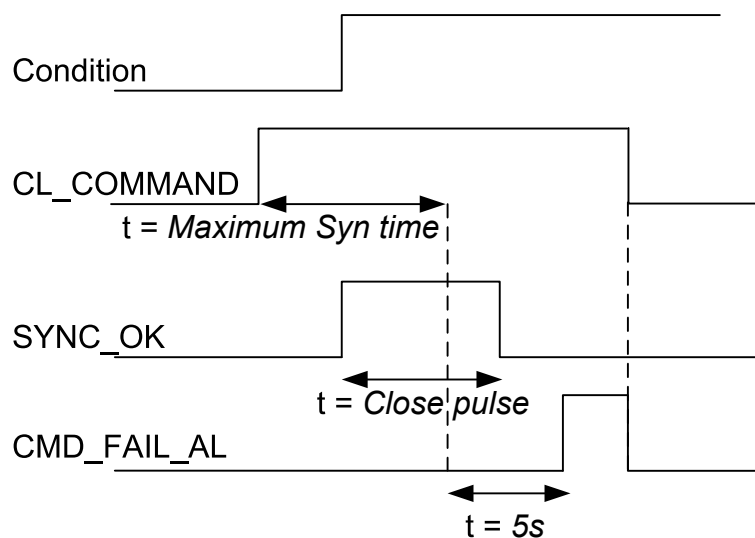 Condition
CL_COMMAND
t = Maximum Syn time
SYNC_OK
t = Close pulse
CMD_FAIL_AL
t = 5s